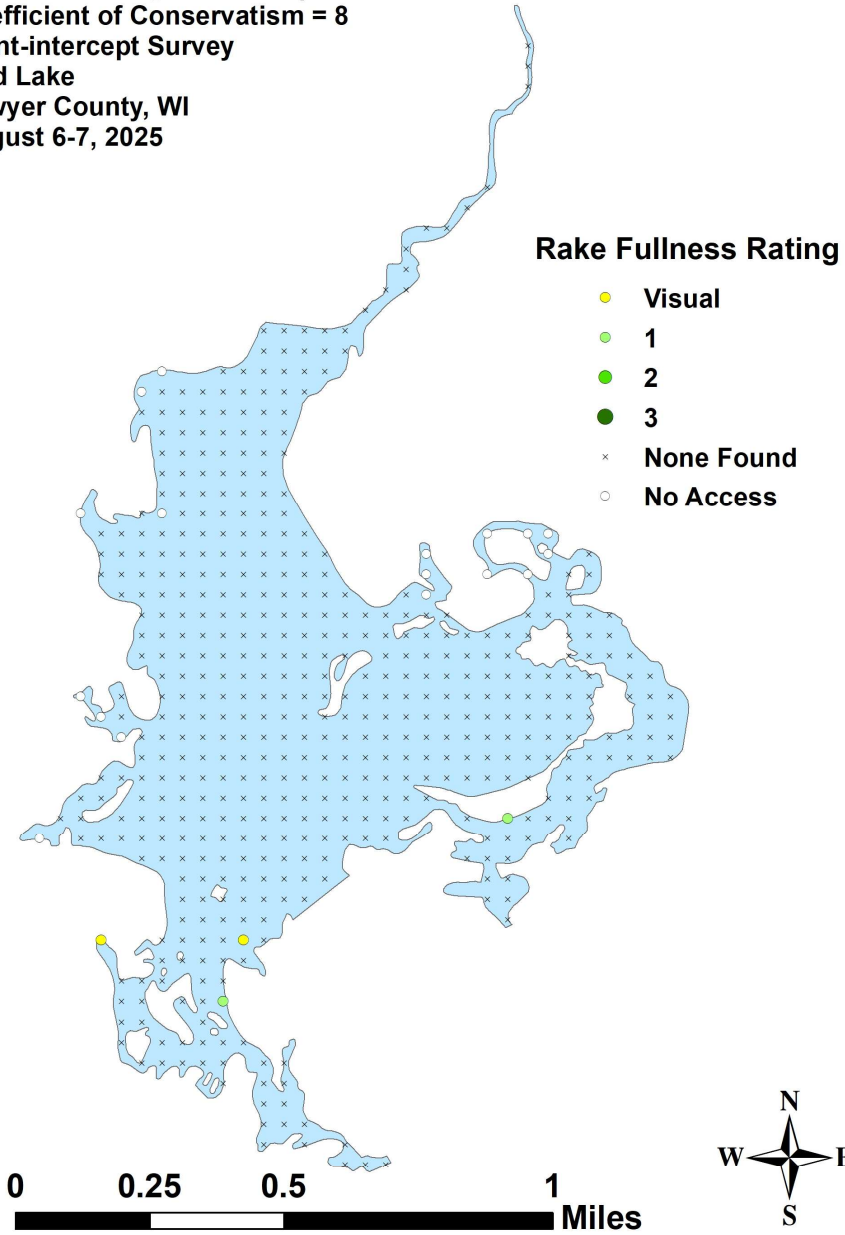 efficient of Conservatism = 8
nt-intercept Survey
d Lake
wyer County, WI
gust 6-7, 2025
Rake Fullness Rating
Visual
1
2
3
None Found
No Access
N
W E
S
0 0.25 0.5 1
Miles